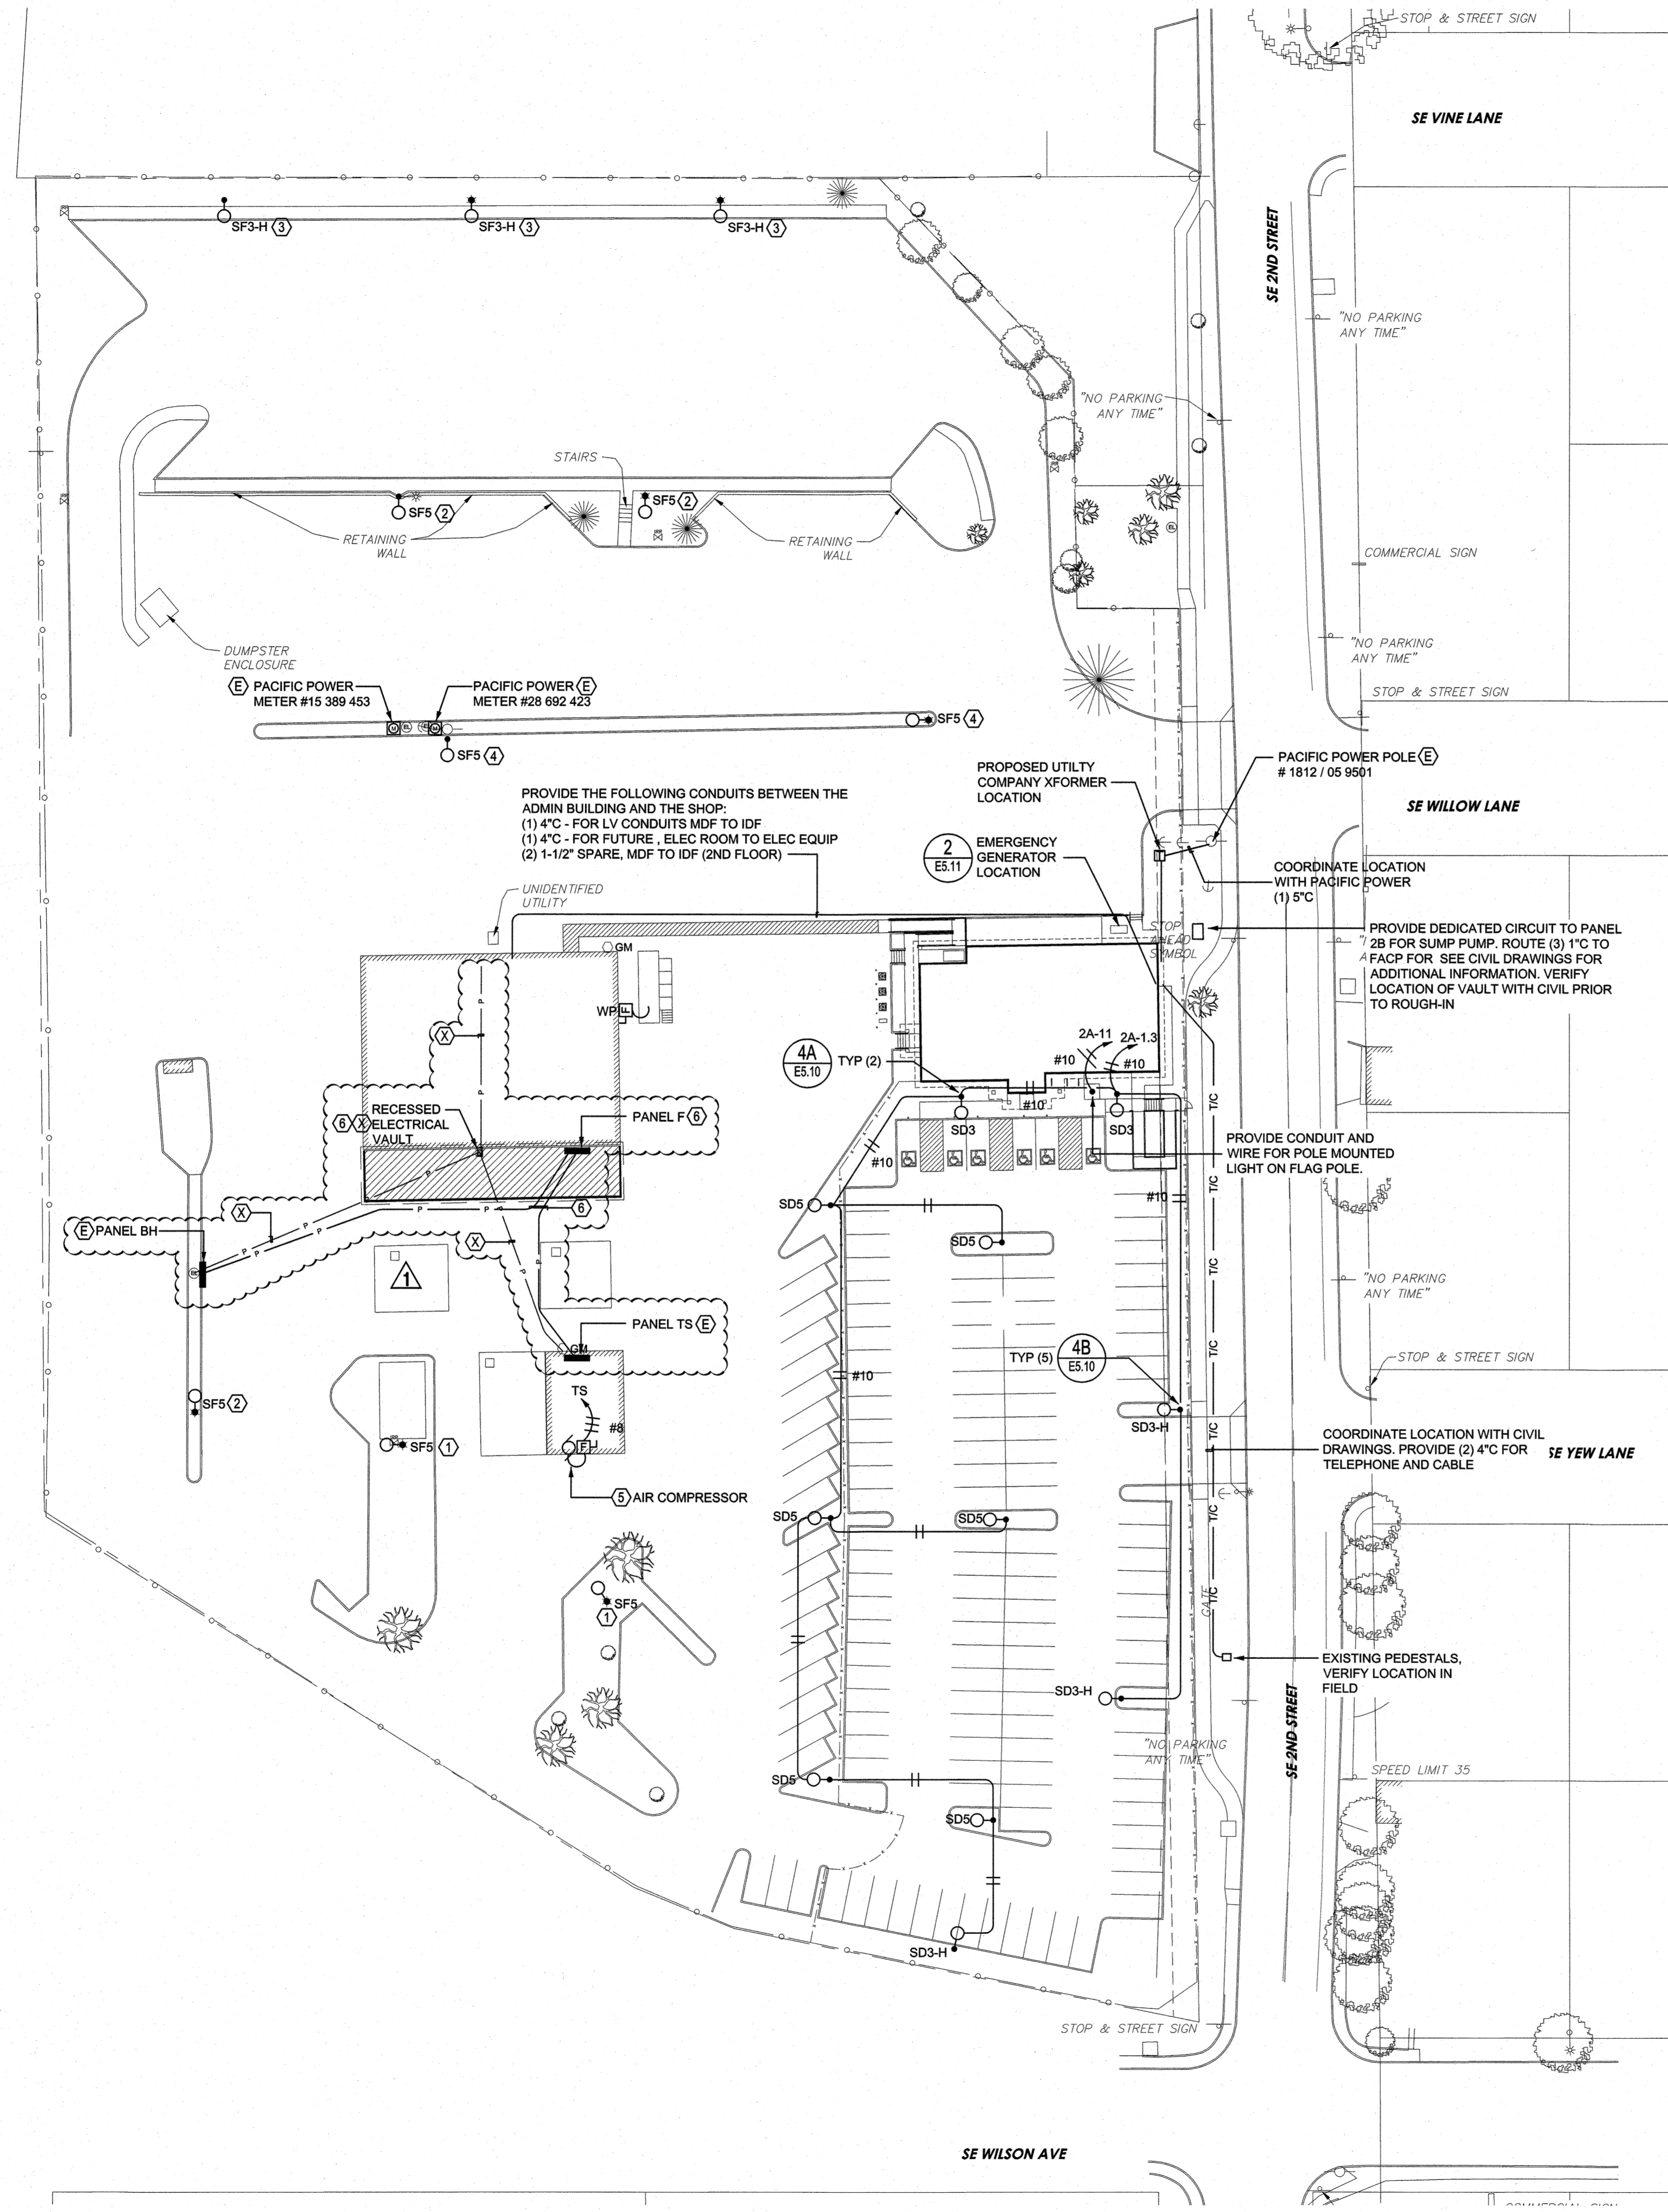 STOP & STREET SIGN
SE VINE LANE
SE 2ND STREET
SF3-H 3
SF3-H 3
SF3-H 3
"NO PARKING
ANY TIME"
"NO PARKING
ANY TIME"
STAIRS
SF5 2
SF5 2
RETAINING
WALL
RETAINING
WALL
EL
COMMERCIAL SIGN
"NO PARKING
ANY TIME"
DUMPSTER
ENCLOSURE
STOP & STREET SIGN
E PACIFIC POWER
METER #15 389 453
PACIFIC POWER E
METER #28 692 423
M EL M
SF5 4
SF5 4
PROPOSED UTILTY
COMPANY XFORMER
LOCATION
PACIFIC POWER POLE E
# 1812 / 05 9501
SE WILLOW LANE
PROVIDE THE FOLLOWING CONDUITS BETWEEN THE
ADMIN BUILDING AND THE SHOP:
(1) 4"C - FOR LV CONDUITS MDF TO IDF
(1) 4"C - FOR FUTURE , ELEC ROOM TO ELEC EQUIP
(2) 1-1/2" SPARE, MDF TO IDF (2ND FLOOR)
2
E5.11
EMERGENCY
GENERATOR
LOCATION
COORDINATE LOCATION
WITH PACIFIC POWER
(1) 5"C
UNIDENTIFIED
UTILITY
STOP
AHEAD
SYMBOL
PROVIDE DEDICATED CIRCUIT TO PANEL
2B FOR SUMP PUMP. ROUTE (3) 1"C TO
FACP FOR SEE CIVIL DRAWINGS FOR
ADDITIONAL INFORMATION. VERIFY
LOCATION OF VAULT WITH CIVIL PRIOR
TO ROUGH-IN
GM
WP F
X
P
P
P
4A
E5.10
TYP (2)
2A-11
2A-1.3
#10
#10
#10
SD3
SD3
T/C
6 X
RECESSED
ELECTRICAL
VAULT
PANEL F 6
#10
PROVIDE CONDUIT AND
WIRE FOR POLE MOUNTED
LIGHT ON FLAG POLE.
T/C
#10
SD5
SD5
6
X
X
P
P
P
P
P
P
P
P
E PANEL BH
1
T/C
"NO PARKING
ANY TIME"
PANEL TS E
GM
TYP (5)
4B
E5.10
T/C
STOP & STREET SIGN
#10
TS
#8
F
SF5 2
SF5 1
SD3-H
T/C
COORDINATE LOCATION WITH CIVIL
DRAWINGS. PROVIDE (2) 4"C FOR
TELEPHONE AND CABLE
SE YEW LANE
5 AIR COMPRESSOR
SD5
SD5
T/C
SF5
1
T/C
GATE
EXISTING PEDESTALS,
VERIFY LOCATION IN
FIELD
SD3-H
SE 2ND STREET
"NO PARKING
ANY TIME"
SPEED LIMIT 35
SD5
SD5
SD3-H
STOP & STREET SIGN
SE WILSON AVE